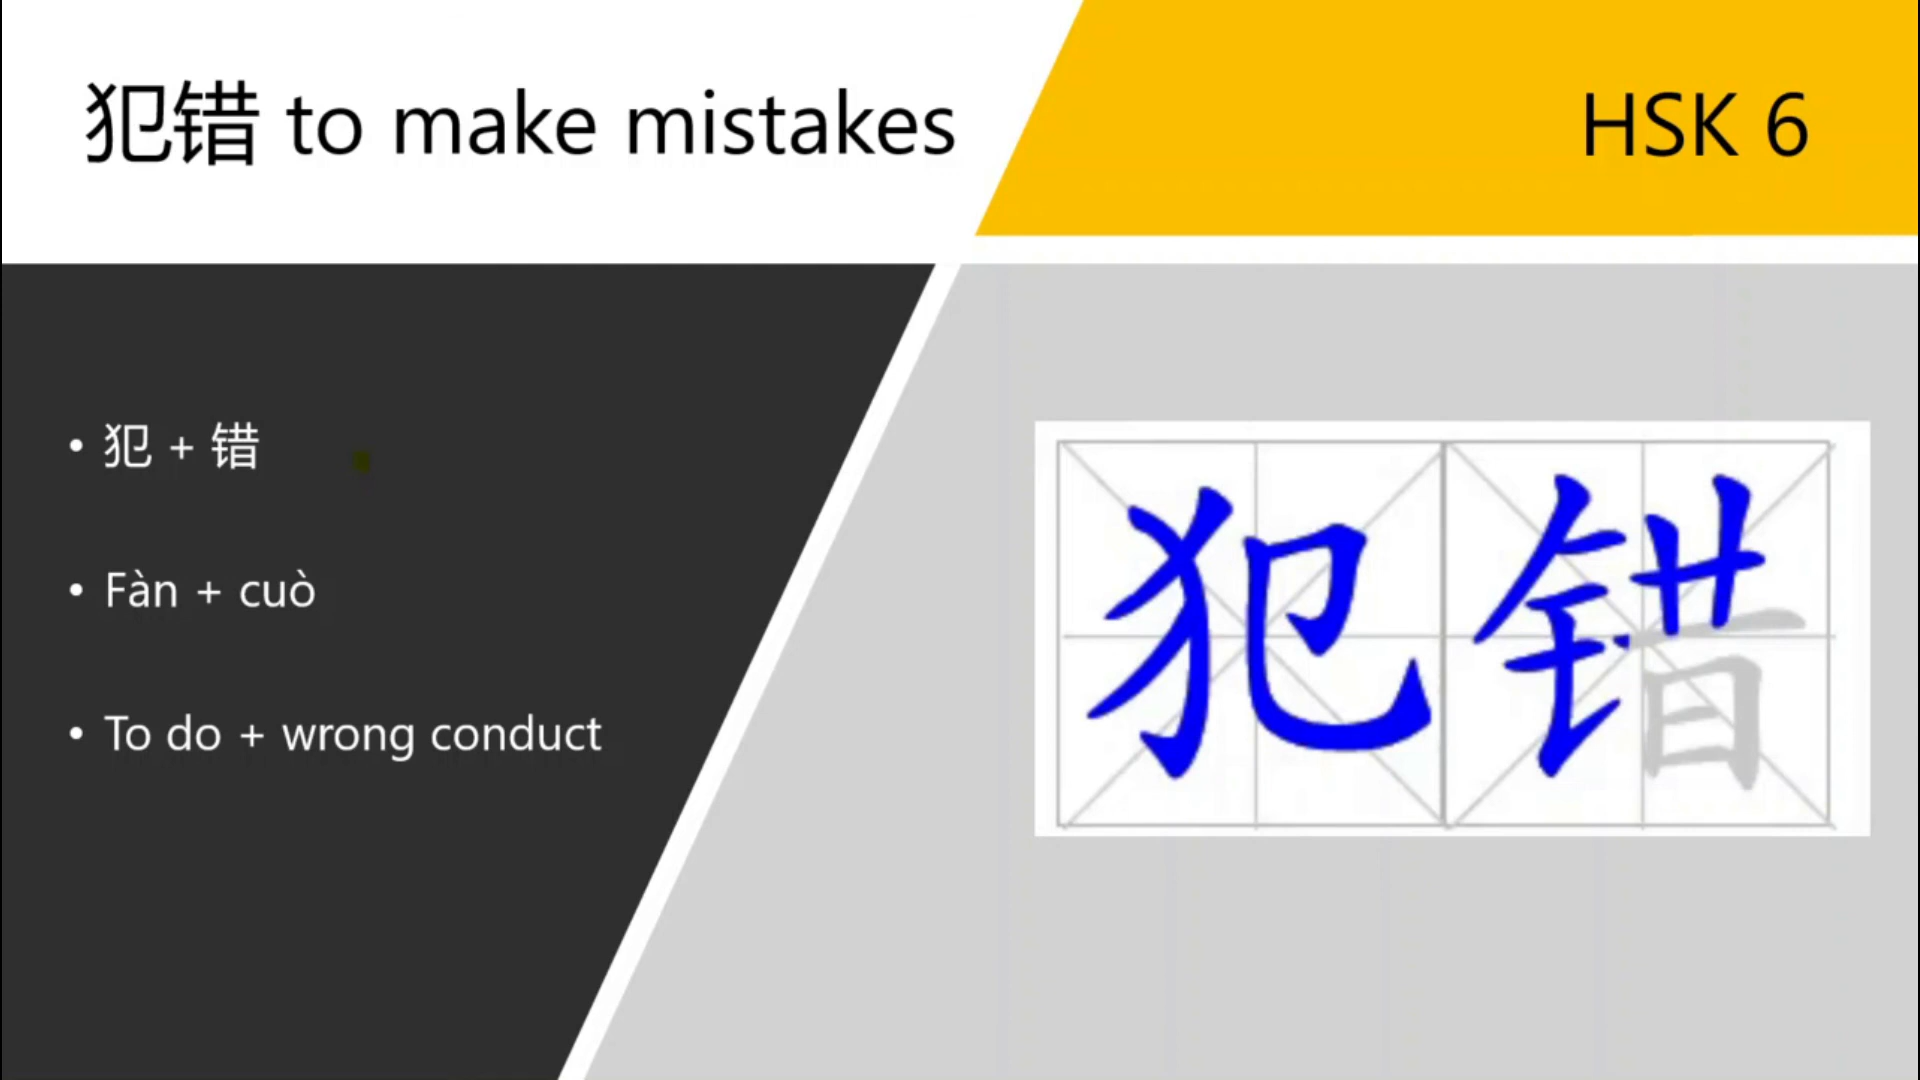 犯错 to make mistakes
HSK 6
• 犯 + 错
• Fàn + cuò
• To do + wrong conduct
犯错